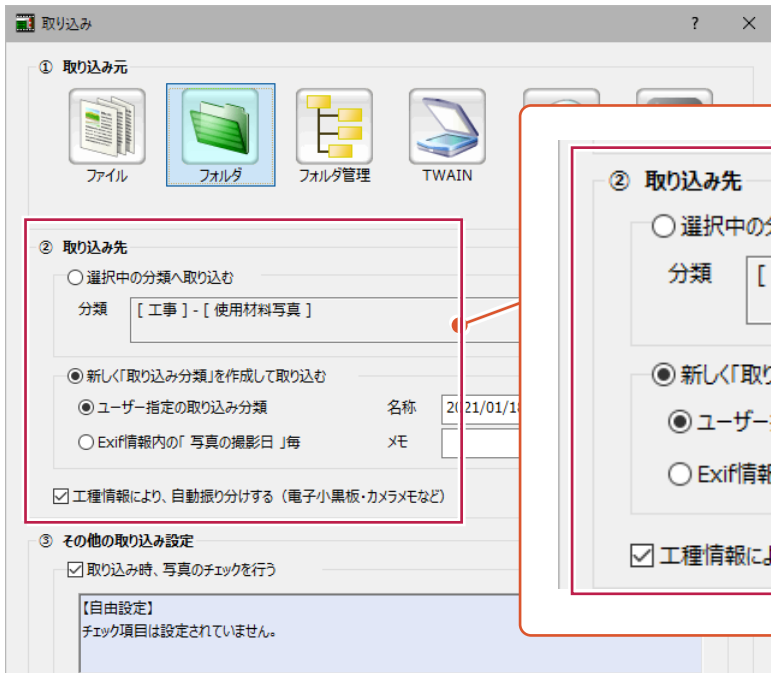 取り込み
① 取り込み元
ファイル
フォルダ
フォルダ管理
TWAIN
② 取り込み先
選択中の分類へ取り込む
分類 [ 工事 ] - [ 使用材料写真 ]
新しく「取り込み分類」を作成して取り込む
ユーザー指定の取り込み分類 名称 2021/01/18
Exif情報内の「 写真の撮影日 」毎 メモ
工種情報により、自動振り分けする（電子小黒板・カメラメモなど）
③ その他の取り込み設定
取り込み時、写真のチェックを行う
【自由設定】
チェック項目は設定されていません。
② 取り込み先
選択中の
分類 [
新しく「取り
ユーザー
Exif情報
工種情報によ